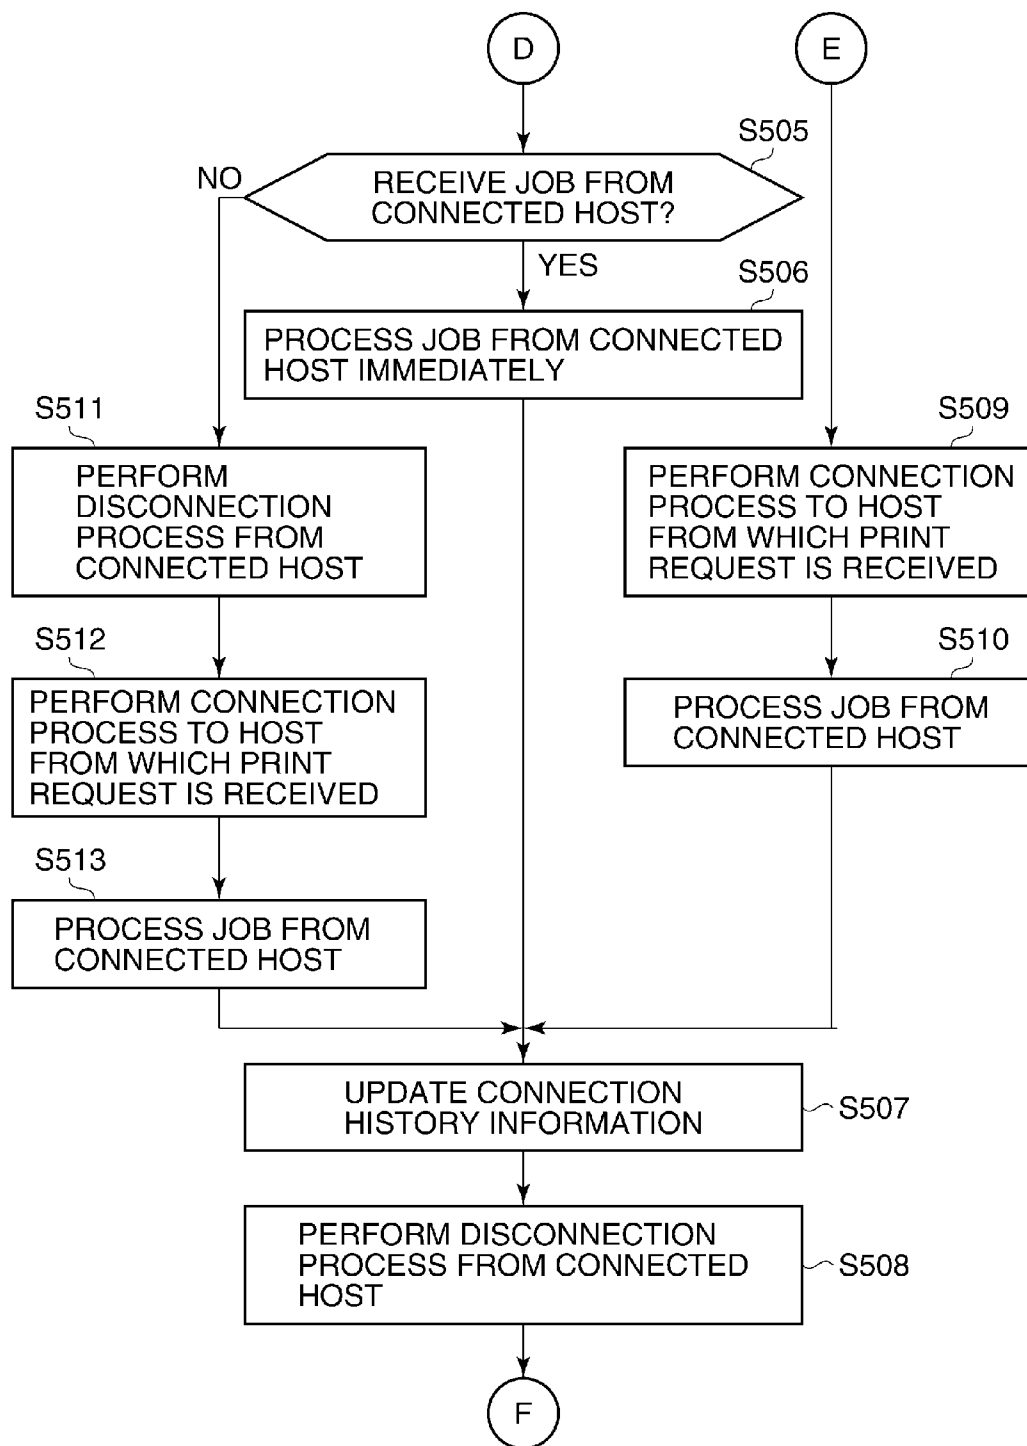 D
E
S505
NO
RECEIVE JOB FROM
CONNECTED HOST?
YES
S506
PROCESS JOB FROM CONNECTED
HOST IMMEDIATELY
S511
PERFORM
DISCONNECTION
PROCESS FROM
CONNECTED HOST
S509
PERFORM CONNECTION
PROCESS TO HOST
FROM WHICH PRINT
REQUEST IS RECEIVED
S512
PERFORM CONNECTION
PROCESS TO HOST
FROM WHICH PRINT
REQUEST IS RECEIVED
S510
PROCESS JOB FROM
CONNECTED HOST
S513
PROCESS JOB FROM
CONNECTED HOST
UPDATE CONNECTION
HISTORY INFORMATION
S507
PERFORM DISCONNECTION
PROCESS FROM CONNECTED
HOST
S508
F